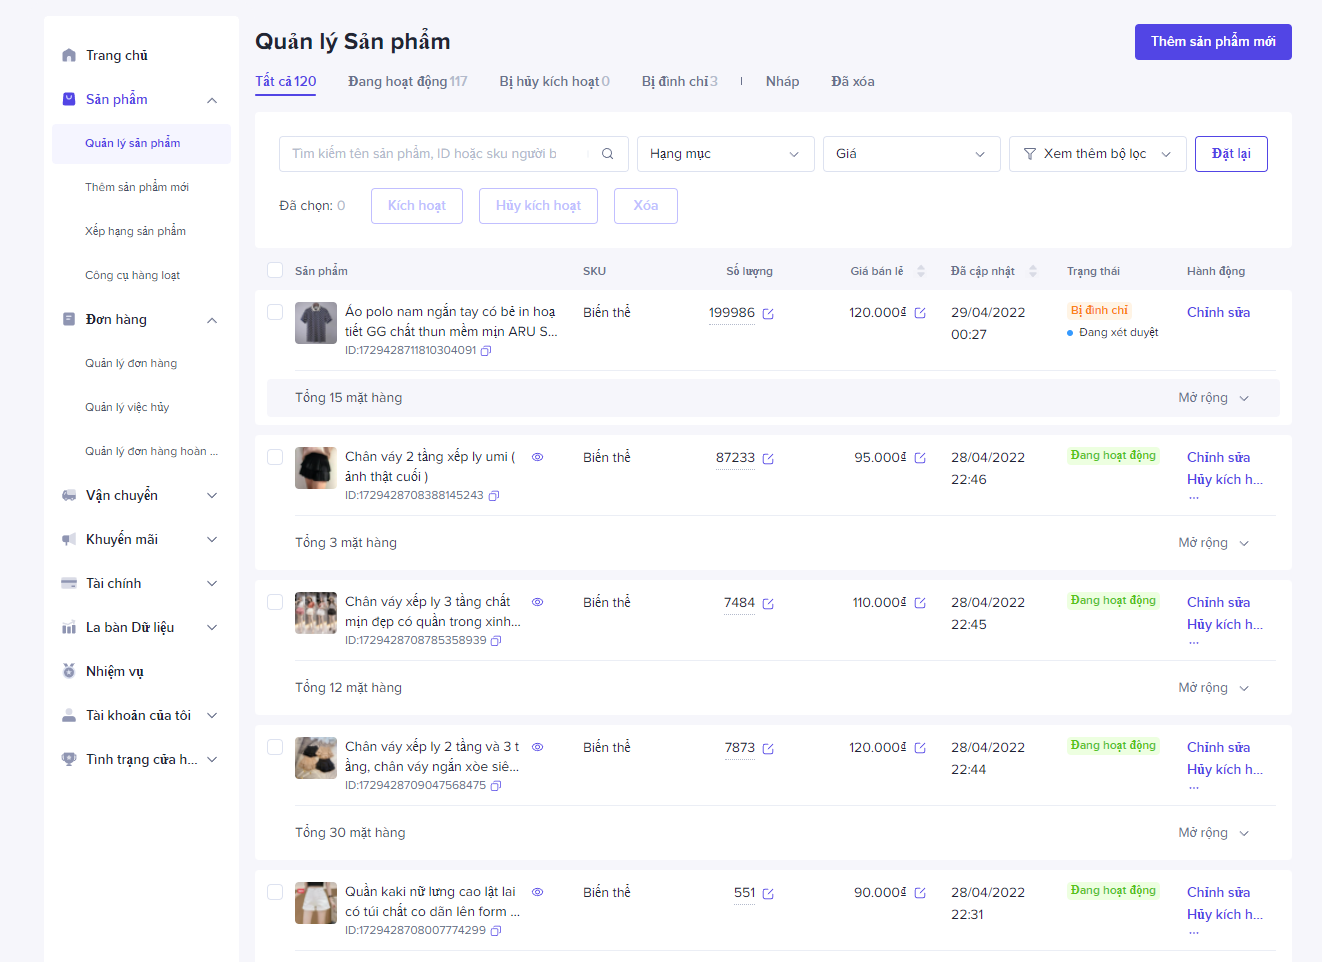 Trang chủ
Sản phẩm
Quản lý sản phẩm
Thêm sản phẩm mới
Xếp hạng sản phẩm
Công cụ hàng loạt
Đơn hàng
Quản lý đơn hàng
Quản lý việc hủy
Quản lý đơn hàng hoàn ...
Vận chuyển
Khuyến mãi
Tài chính
La bàn Dữ liệu
Nhiệm vụ
Tài khoản của tôi
Tình trạng cửa h...
Quản lý Sản phẩm
Thêm sản phẩm mới
Tất cả 120 Đang hoạt động 117 Bị hủy kích hoạt 0 Bị đình chỉ 3 Nháp Đã xóa
Tìm kiếm tên sản phẩm, ID hoặc sku người b
Hạng mục
Giá
Xem thêm bộ lọc
Đặt lại
Đã chọn: 0 Kích hoạt Hủy kích hoạt Xóa
Sản phẩm SKU Số lượng Giá bán lẻ Đã cập nhật Trạng thái Hành động
Áo polo nam ngắn tay có bẻ in hoạ Biến thể 199986 120.000₫ 29/04/2022 Bị đình chỉ Chỉnh sửa
tiết GG chất thun mềm mịn ARU S... 00:27 Đang xét duyệt
ID:1729428711810304091
Tổng 15 mặt hàng Mở rộng
Chân váy 2 tầng xếp ly umi ( Biến thể 87233 95.000₫ 28/04/2022 Đang hoạt động Chỉnh sửa
ảnh thật cuối ) 22:46 Hủy kích h...
ID:1729428708388145243 ...
Tổng 3 mặt hàng Mở rộng
Chân váy xếp ly 3 tầng chất Biến thể 7484 110.000₫ 28/04/2022 Đang hoạt động Chỉnh sửa
mịn đẹp có quần trong xinh... 22:45 Hủy kích h...
ID:1729428708785358939 ...
Tổng 12 mặt hàng Mở rộng
Chân váy xếp ly 2 tầng và 3 t Biến thể 7873 120.000₫ 28/04/2022 Đang hoạt động Chỉnh sửa
ầng, chân váy ngắn xòe siê... 22:44 Hủy kích h...
ID:1729428709047568475 ...
Tổng 30 mặt hàng Mở rộng
Quần kaki nữ lưng cao lật lai Biến thể 551 90.000₫ 28/04/2022 Đang hoạt động Chỉnh sửa
có túi chất co dãn lên form ... 22:31 Hủy kích h...
ID:1729428708007774299 ...